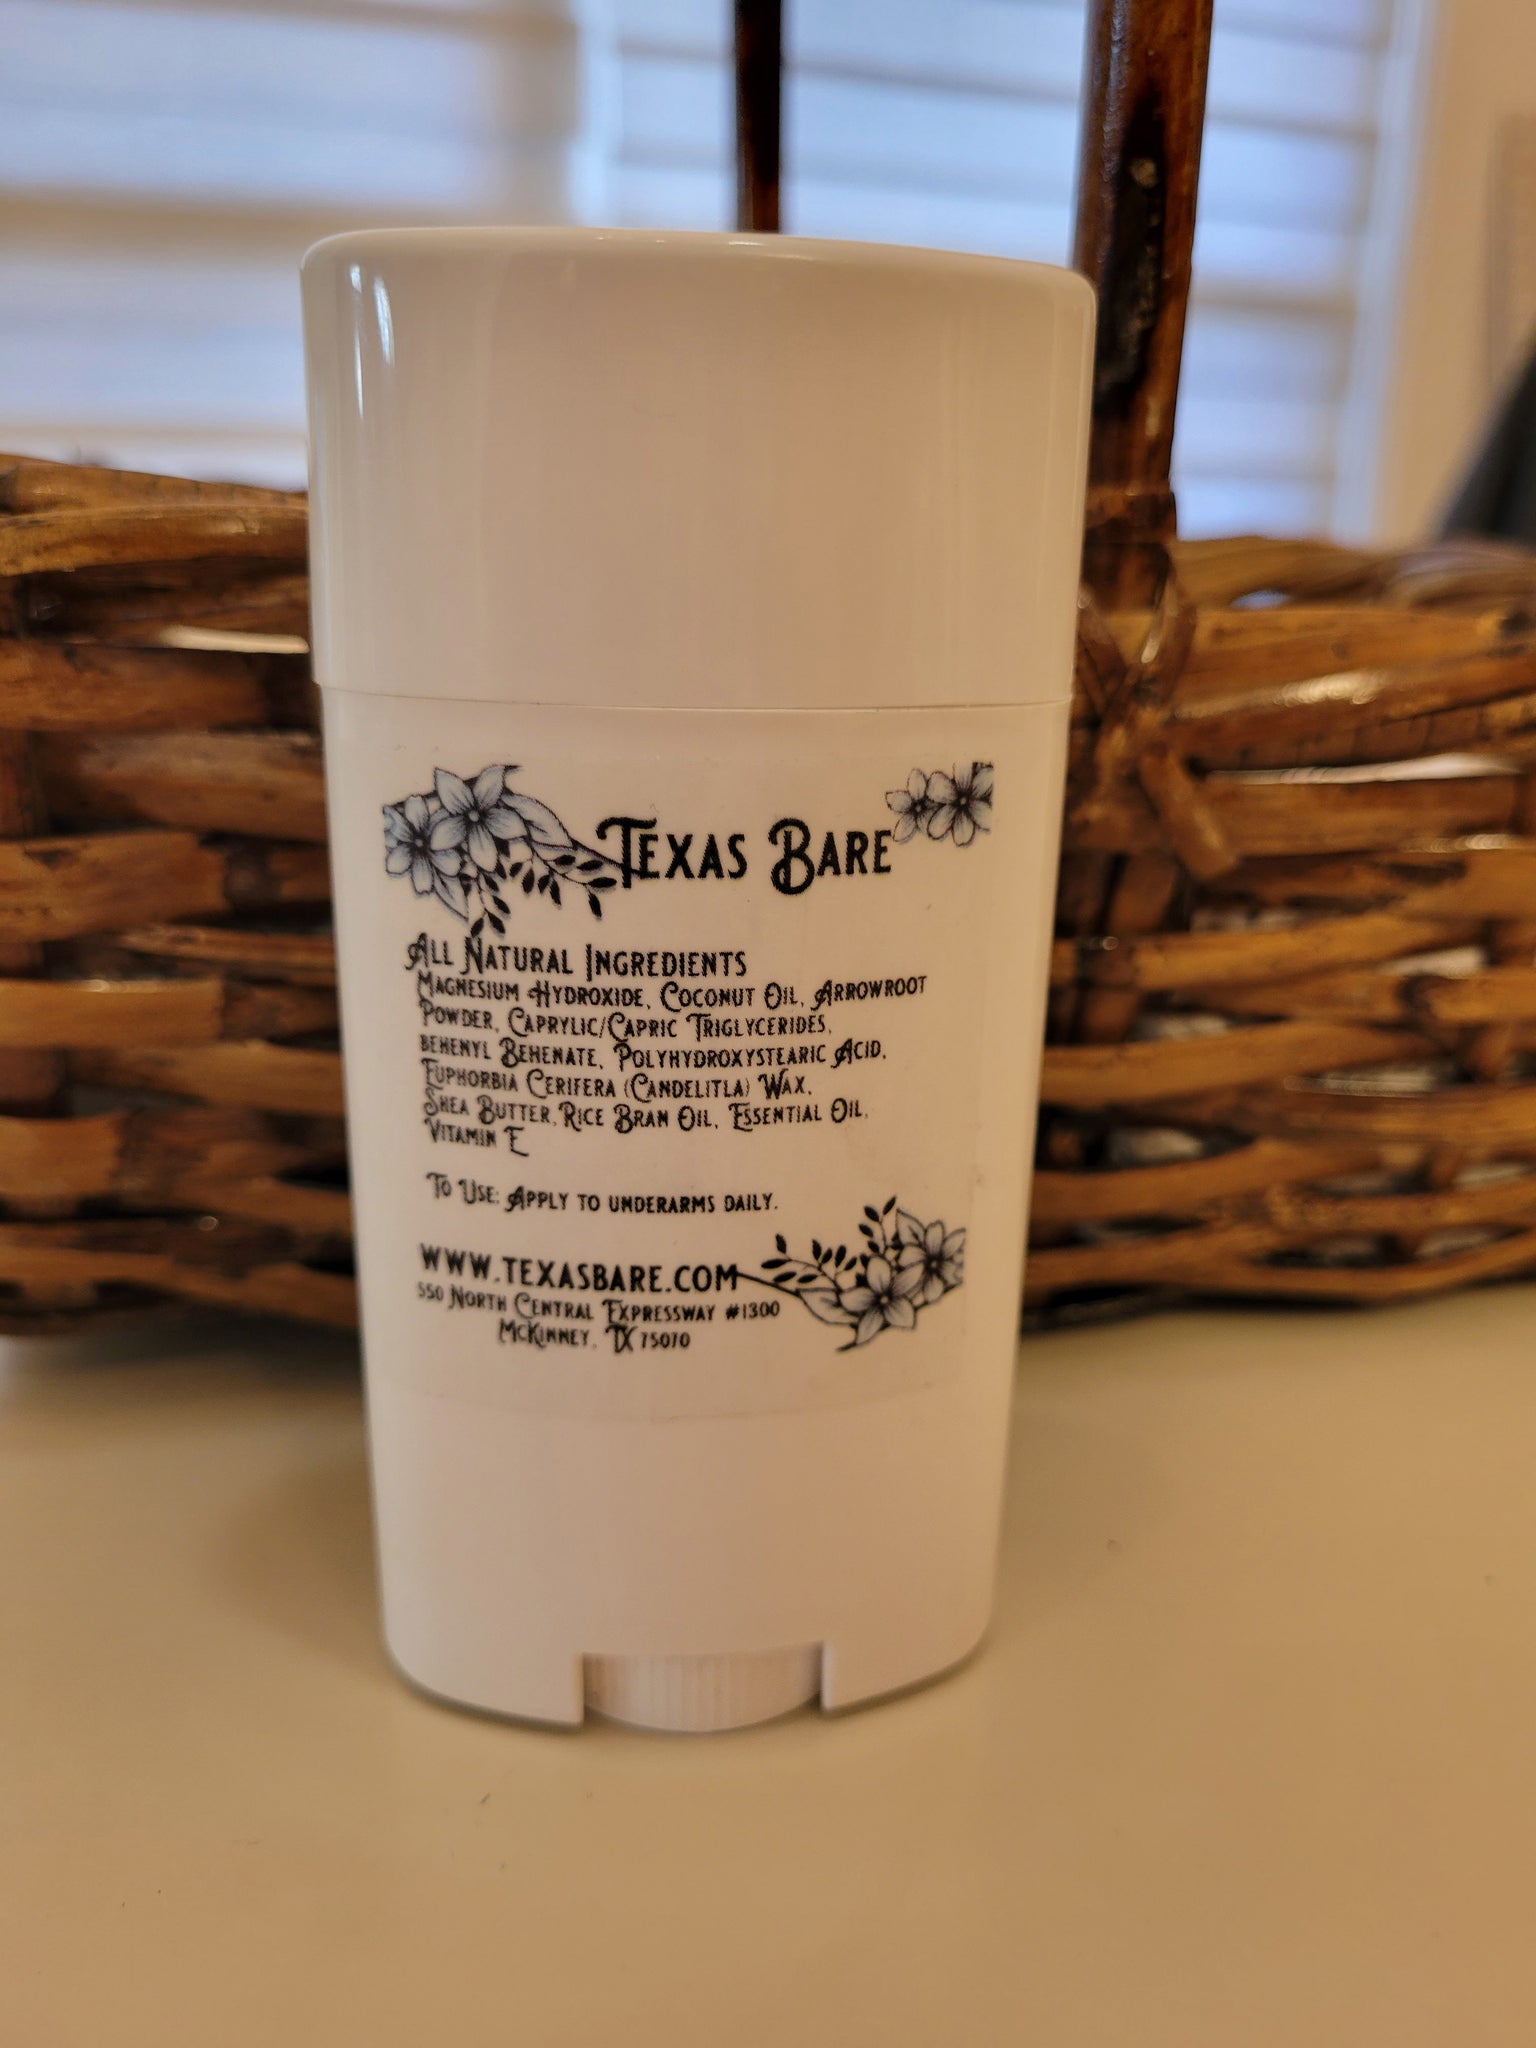 Texas Bare
All Natural Ingredients
Magnesium Hydroxide, Coconut Oil, Arrowroot
Powder, Caprylic/Capric Triglycerides,
Behenyl Behenate, Polyhydroxystearic Acid,
Euphorbia Cerifera (Candelitla) Wax,
Shea Butter, Rice Bran Oil, Essential Oil,
Vitamin E
To Use: Apply to underarms daily.
www.texasbare.com
550 North Central Expressway #1300
McKinney, TX 75070